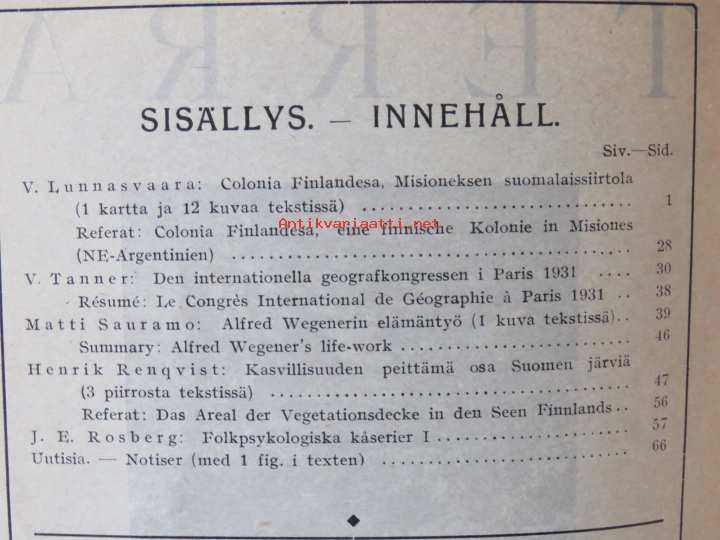 TERRA
SISÄLLYS. — INNEHÅLL.
Siv.—Sid.
V. Lunnasvaara: Colonia Finlandesa, Misioneksen suomalaissiirtola
(1 kartta ja 12 kuvaa tekstissä) .............................. 1
Antikvariaatti.net
Referat: Colonia Finlandesa, eine finnische Kolonie in Misiones
(NE-Argentinien) .......................................... 28
V. Tanner: Den internationella geografkongressen i Paris 1931 .... 30
Résumé: Le Congrès International de Géographie à Paris 1931 .. 38
Matti Sauramo: Alfred Wegenerin elämäntyö (1 kuva tekstissä).. 39
Summary: Alfred Wegener's life-work ........................ 46
Henrik Renqvist: Kasvillisuuden peittämä osa Suomen järviä
(3 piirrosta tekstissä) ........................................ 47
Referat: Das Areal der Vegetationsdecke in den Seen Finnlands.. 56
J. E. Rosberg: Folkpsykologiska kåserier I ...................... 57
Uutisia. — Notiser (med 1 fig. i texten) .......................... 66